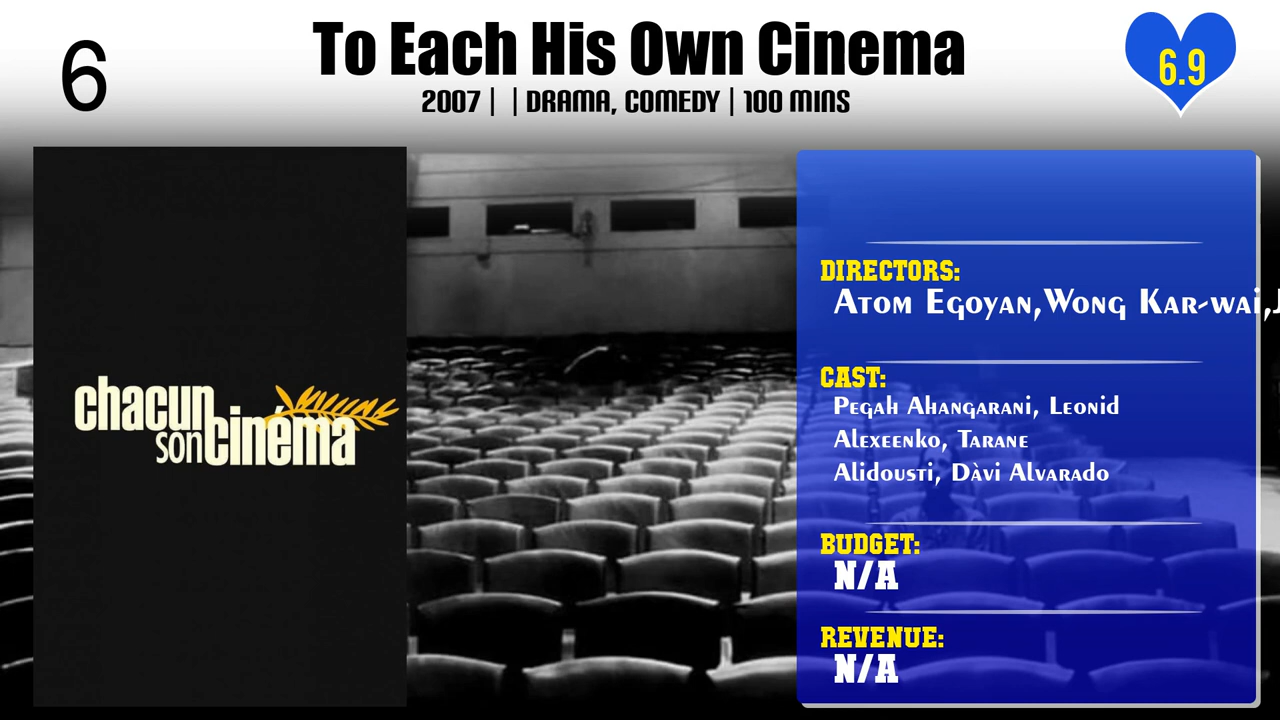 6
To Each His Own Cinema
2007 | | DRAMA, COMEDY | 100 MINS
6.9
chacun
son cinéma
DIRECTORS:
Atom Egoyan,Wong Kar-wai,J
CAST:
Pegah Ahangarani, Leonid
Alexeenko, Tarane
Alidousti, Dàvi Alvarado
BUDGET:
N/A
REVENUE:
N/A